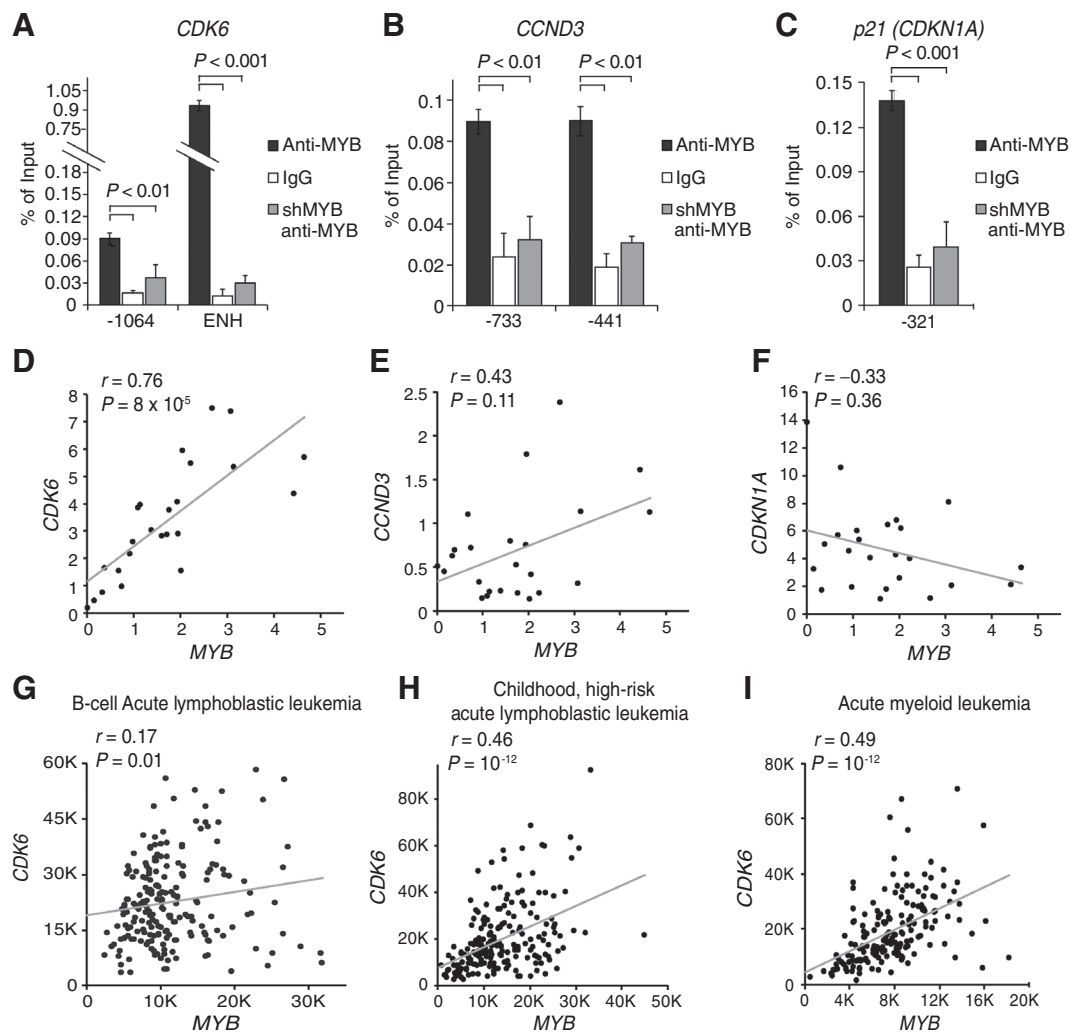 A
CDK6
P < 0.001
1.05
0.9
0.75
0.18
0.15
0.12
0.09
0.06
0.03
0
% of Input
P < 0.01
-1064
ENH
Anti-MYB
IgG
shMYB
anti-MYB
B
CCND3
P < 0.01
P < 0.01
0.1
0.08
0.06
0.04
0.02
0
% of Input
-733
-441
Anti-MYB
IgG
shMYB
anti-MYB
C
p21 (CDKN1A)
P < 0.001
0.15
0.12
0.09
0.06
0.03
0
% of Input
-321
Anti-MYB
IgG
shMYB
anti-MYB
D
r = 0.76
P = 8 x 10-5
8
7
6
5
4
3
2
1
0
CDK6
0 1 2 3 4 5
MYB
E
r = 0.43
P = 0.11
2.5
2
1.5
1
0.5
0
CCND3
0 1 2 3 4 5
MYB
F
r = −0.33
P = 0.36
16
14
12
10
8
6
4
2
0
CDKN1A
0 1 2 3 4 5
MYB
G
B-cell Acute lymphoblastic leukemia
r = 0.17
P = 0.01
60K
45K
30K
15K
0
CDK6
0 10K 20K 30K
MYB
H
Childhood, high-risk
acute lymphoblastic leukemia
r = 0.46
P = 10-12
80K
60K
40K
20K
0
CDK6
0 10K 20K 30K 40K 50K
MYB
I
Acute myeloid leukemia
r = 0.49
P = 10-12
80K
60K
40K
20K
0
CDK6
0 4K 8K 12K 16K 20K
MYB